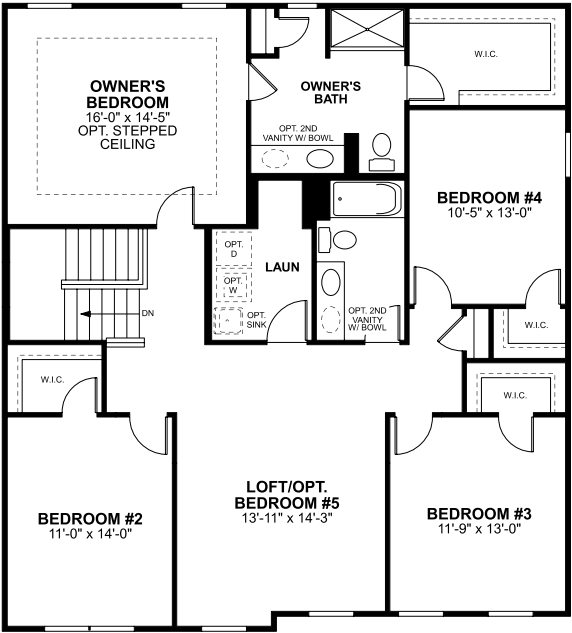 OWNER'S
BEDROOM
16'-0" x 14'-5"
OPT. STEPPED
CEILING
OWNER'S
BATH
OPT. 2ND
VANITY W/ BOWL
W.I.C.
BEDROOM #4
10'-5" x 13'-0"
OPT.
D
LAUN
OPT.
W
OPT.
SINK
OPT. 2ND
VANITY
W/ BOWL
DN
W.I.C.
W.I.C.
W.I.C.
LOFT/OPT.
BEDROOM #5
13'-11" x 14'-3"
BEDROOM #2
11'-0" x 14'-0"
BEDROOM #3
11'-9" x 13'-0"